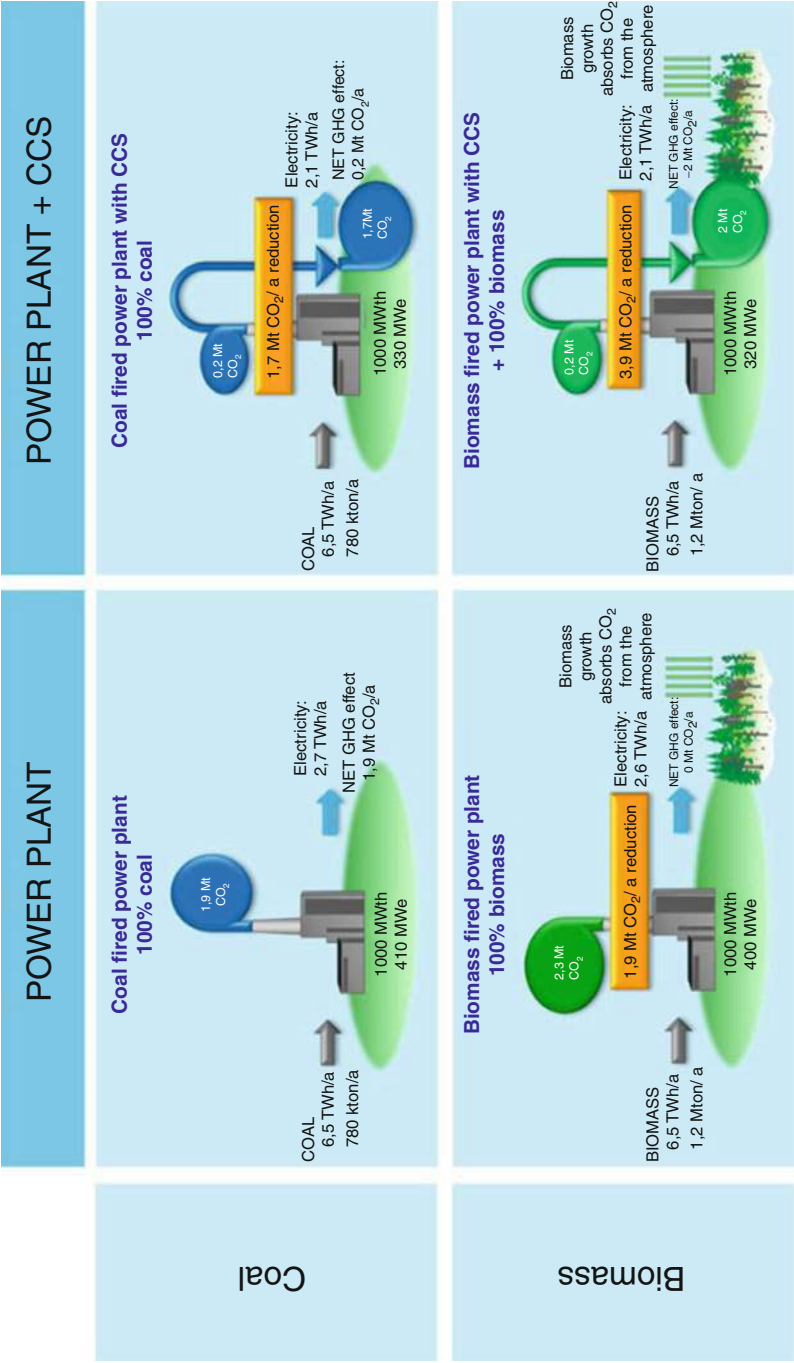 POWER PLANT
POWER PLANT + CCS
Coal
Coal fired power plant
100% coal
1,9 Mt
CO₂
COAL
6,5 TWh/a
780 kton/a
1000 MWth
410 MWe
Electricity:
2,7 TWh/a
NET GHG effect
1,9 Mt CO₂/a
Coal fired power plant with CCS
100% coal
0,2 Mt
CO₂
1,7 Mt CO₂/ a reduction
COAL
6,5 TWh/a
780 kton/a
1000 MWth
330 MWe
1,7Mt
CO₂
Electricity:
2,1 TWh/a
NET GHG effect:
0,2 Mt CO₂/a
Biomass
Biomass fired power plant
100% biomass
2,3 Mt
CO₂
1,9 Mt CO₂/ a reduction
BIOMASS
6,5 TWh/a
1,2 Mton/ a
1000 MWth
400 MWe
Electricity:
2,6 TWh/a
NET GHG effect:
0 Mt CO₂/a
Biomass
growth
absorbs CO₂
from the
atmosphere
Biomass fired power plant with CCS
+ 100% biomass
0,2 Mt
CO₂
3,9 Mt CO₂/ a reduction
BIOMASS
6,5 TWh/a
1,2 Mton/ a
1000 MWth
320 MWe
2 Mt
CO₂
Electricity:
2,1 TWh/a
NET GHG effect:
−2 Mt CO₂/a
Biomass
growth
absorbs CO₂
from the
atmosphere